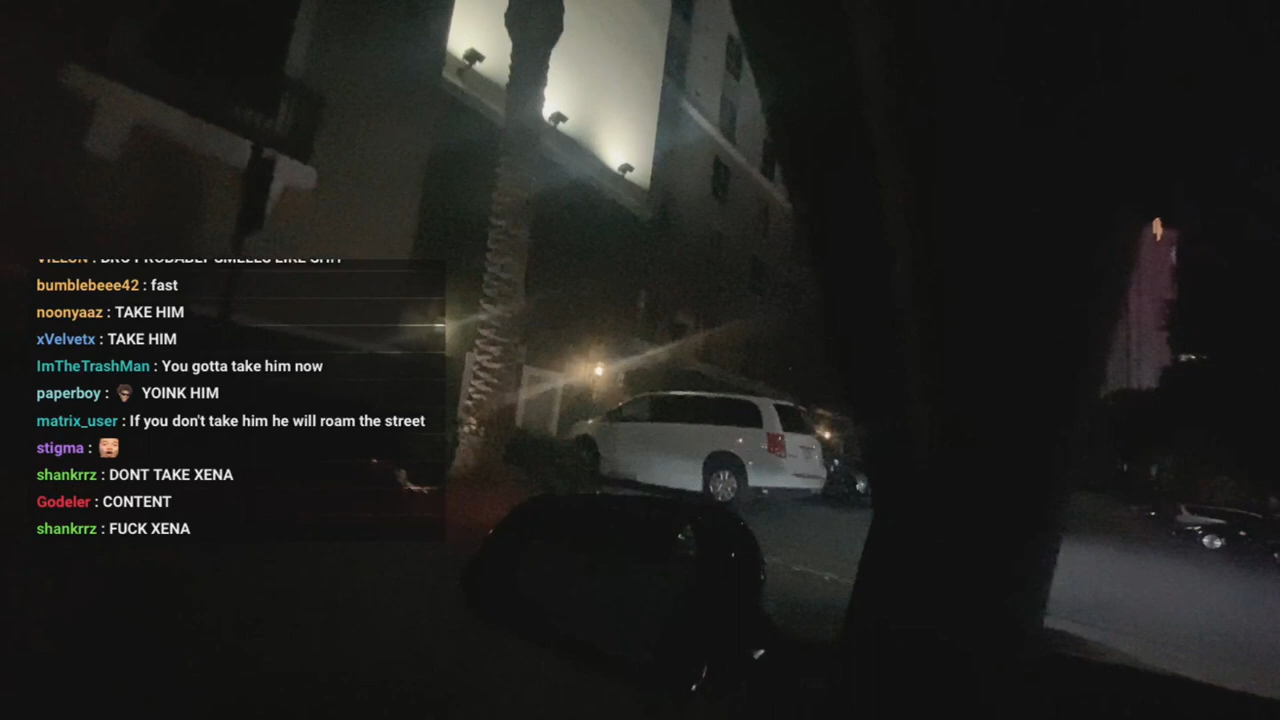 bumblebeee42 : fast
noonyaaz : TAKE HIM
xVelvetx : TAKE HIM
ImTheTrashMan : You gotta take him now
paperboy : YOINK HIM
matrix_user : If you don't take him he will roam the street
stigma :
shankrrz : DONT TAKE XENA
Godeler : CONTENT
shankrrz : FUCK XENA